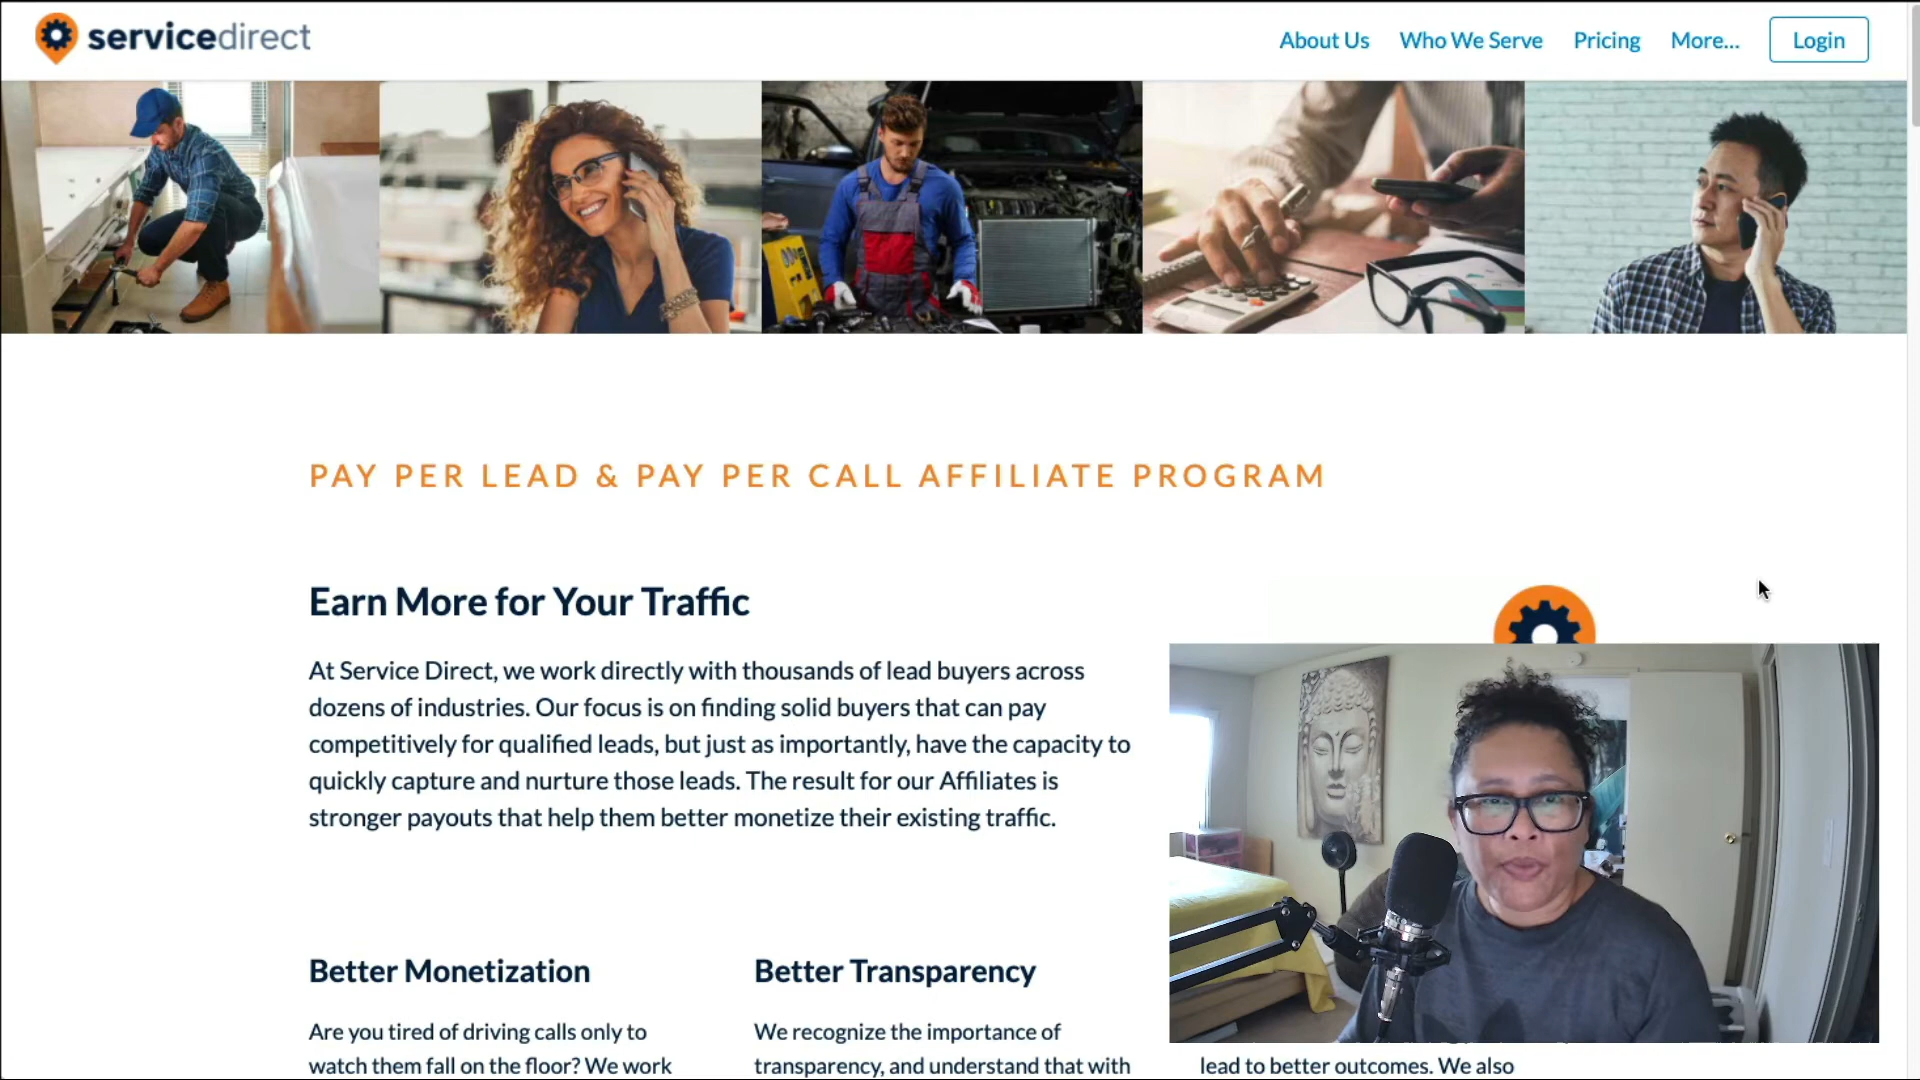 servicedirect
About Us
Who We Serve
Pricing
More...
Login
PAY PER LEAD & PAY PER CALL AFFILIATE PROGRAM
Earn More for Your Traffic
At Service Direct, we work directly with thousands of lead buyers across
dozens of industries. Our focus is on finding solid buyers that can pay
competitively for qualified leads, but just as importantly, have the capacity to
quickly capture and nurture those leads. The result for our Affiliates is
stronger payouts that help them better monetize their existing traffic.
Better Monetization
Are you tired of driving calls only to
watch them fall on the floor? We work
Better Transparency
We recognize the importance of
transparency, and understand that with
lead to better outcomes. We also